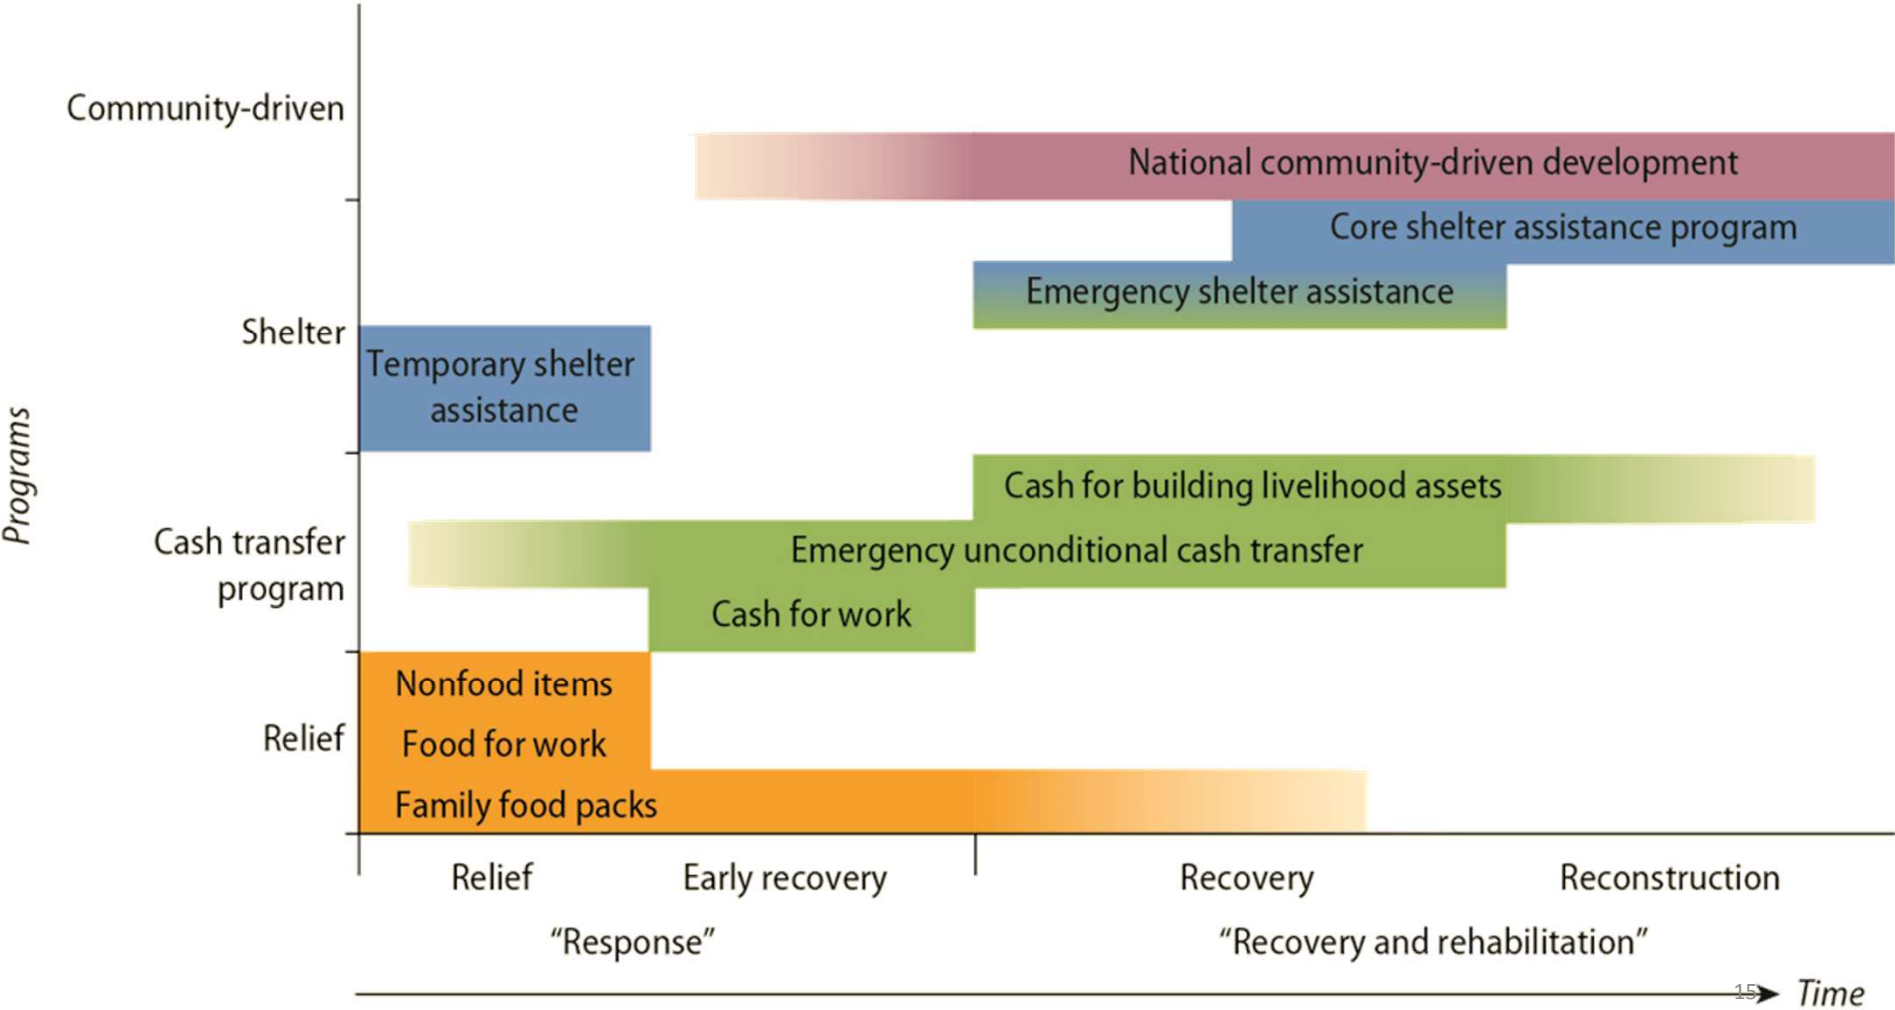 Community-driven
National community-driven development
Core shelter assistance program
Emergency shelter assistance
Shelter
Temporary shelter
assistance
Programs
Cash for building livelihood assets
Cash transfer
program
Emergency unconditional cash transfer
Cash for work
Nonfood items
Relief
Food for work
Family food packs
Relief
Early recovery
Recovery
Reconstruction
“Response”
“Recovery and rehabilitation”
15
Time